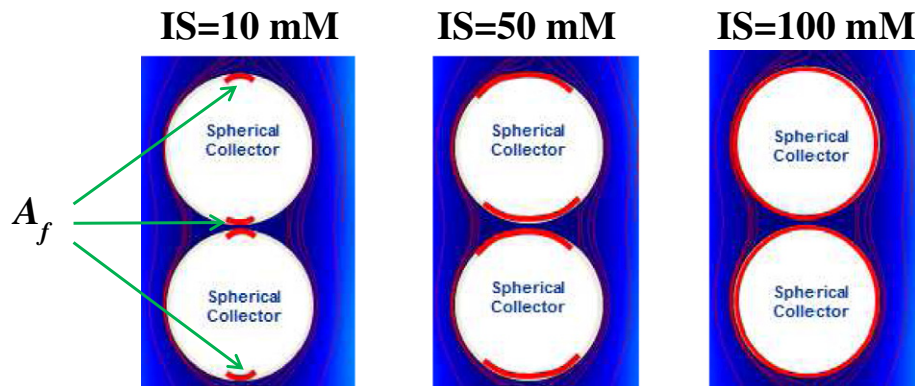 IS=10 mM
IS=50 mM
IS=100 mM
Spherical
Collector
Spherical
Collector
Spherical
Collector
A_f
Spherical
Collector
Spherical
Collector
Spherical
Collector